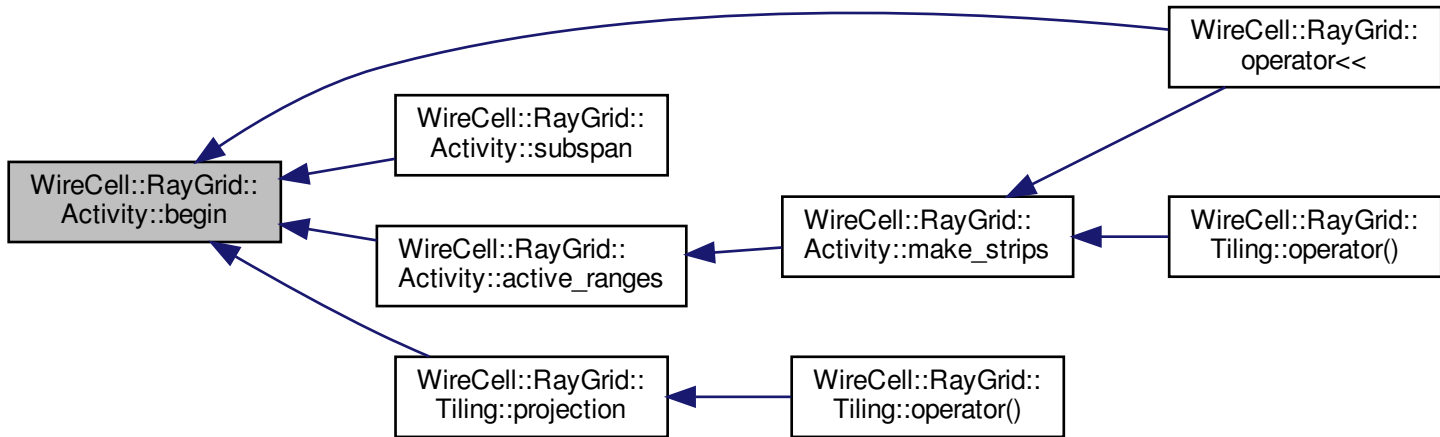 WireCell::RayGrid::
Activity::begin
WireCell::RayGrid::
operator<<
WireCell::RayGrid::
Activity::subspan
WireCell::RayGrid::
Activity::active_ranges
WireCell::RayGrid::
Activity::make_strips
WireCell::RayGrid::
Tiling::operator()
WireCell::RayGrid::
Tiling::projection
WireCell::RayGrid::
Tiling::operator()